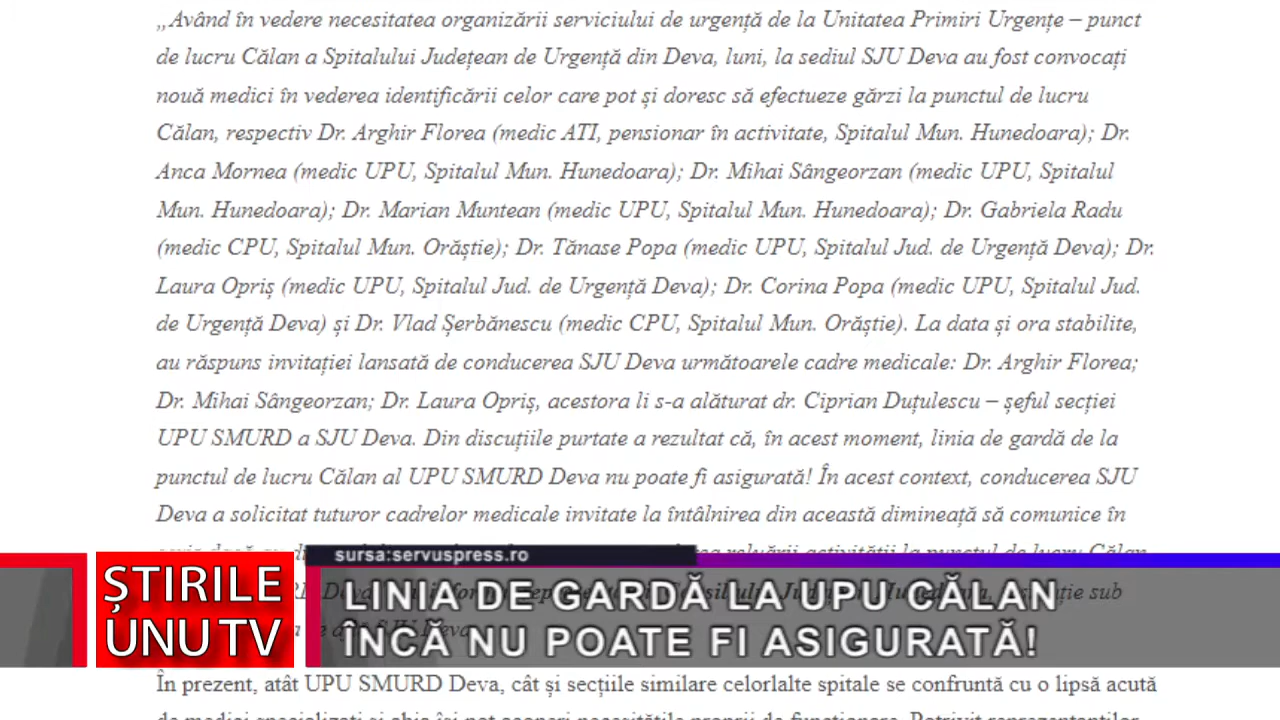 „Având în vedere necesitatea organizării serviciului de urgență de la Unitatea Primiri Urgențe – punct
de lucru Călan a Spitalului Județean de Urgență din Deva, luni, la sediul SJU Deva au fost convocați
nouă medici în vederea identificării celor care pot și doresc să efectueze gărzi la punctul de lucru
Călan, respectiv Dr. Arghir Florea (medic ATI, pensionar în activitate, Spitalul Mun. Hunedoara); Dr.
Anca Mornea (medic UPU, Spitalul Mun. Hunedoara); Dr. Mihai Sângeorzan (medic UPU, Spitalul
Mun. Hunedoara); Dr. Marian Muntean (medic UPU, Spitalul Mun. Hunedoara); Dr. Gabriela Radu
(medic CPU, Spitalul Mun. Orăștie); Dr. Tănase Popa (medic UPU, Spitalul Jud. de Urgență Deva); Dr.
Laura Opriș (medic UPU, Spitalul Jud. de Urgență Deva); Dr. Corina Popa (medic UPU, Spitalul Jud.
de Urgență Deva) și Dr. Vlad Șerbănescu (medic CPU, Spitalul Mun. Orăștie). La data și ora stabilite,
au răspuns invitației lansată de conducerea SJU Deva următoarele cadre medicale: Dr. Arghir Florea;
Dr. Mihai Sângeorzan; Dr. Laura Opriș, acestora li s-a alăturat dr. Ciprian Duțulescu – șeful secției
UPU SMURD a SJU Deva. Din discuțiile purtate a rezultat că, în acest moment, linia de gardă de la
punctul de lucru Călan al UPU SMURD Deva nu poate fi asigurată! În acest context, conducerea SJU
Deva a solicitat tuturor cadrelor medicale invitate la întâlnirea din această dimineață să comunice în
reluării activității la punctul de lucru Călan
sursa:servuspress.ro
ȘTIRILE
UNU TV
LINIA DE GARDĂ LA UPU CĂLAN
ÎNCĂ NU POATE FI ASIGURATĂ!
sub
SJU Deva
În prezent, atât UPU SMURD Deva, cât și secțiile similare celorlalte spitale se confruntă cu o lipsă acută